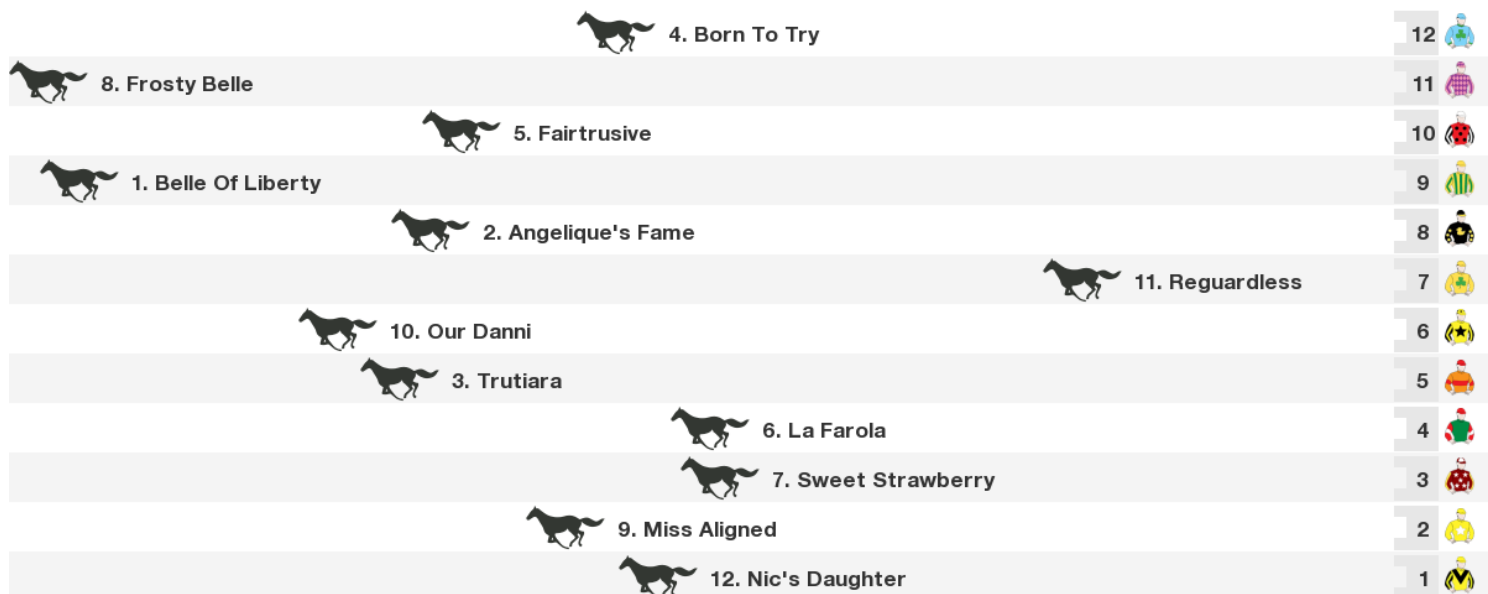 4. Born To Try 12
8. Frosty Belle 11
5. Fairtrusive 10
1. Belle Of Liberty 9
2. Angelique's Fame 8
11. Reguardless 7
10. Our Danni 6
3. Trutiara 5
6. La Farola 4
7. Sweet Strawberry 3
9. Miss Aligned 2
12. Nic's Daughter 1